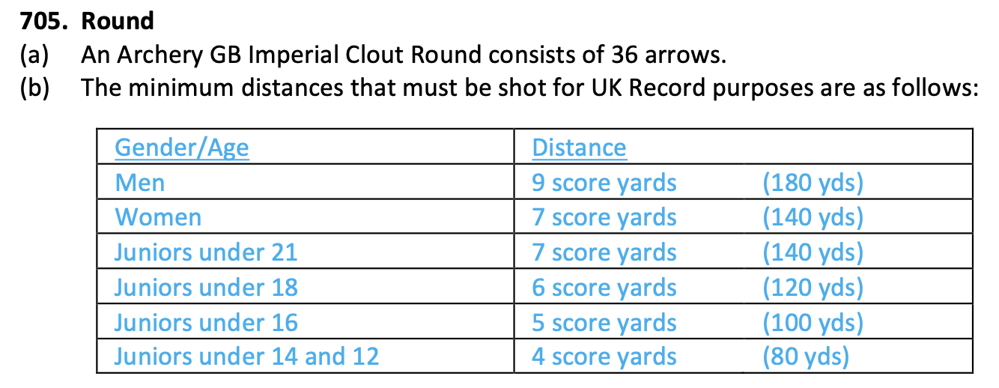 705. Round
(a) An Archery GB Imperial Clout Round consists of 36 arrows.
(b) The minimum distances that must be shot for UK Record purposes are as follows:
Gender/Age Distance
Men 9 score yards (180 yds)
Women 7 score yards (140 yds)
Juniors under 21 7 score yards (140 yds)
Juniors under 18 6 score yards (120 yds)
Juniors under 16 5 score yards (100 yds)
Juniors under 14 and 12 4 score yards (80 yds)